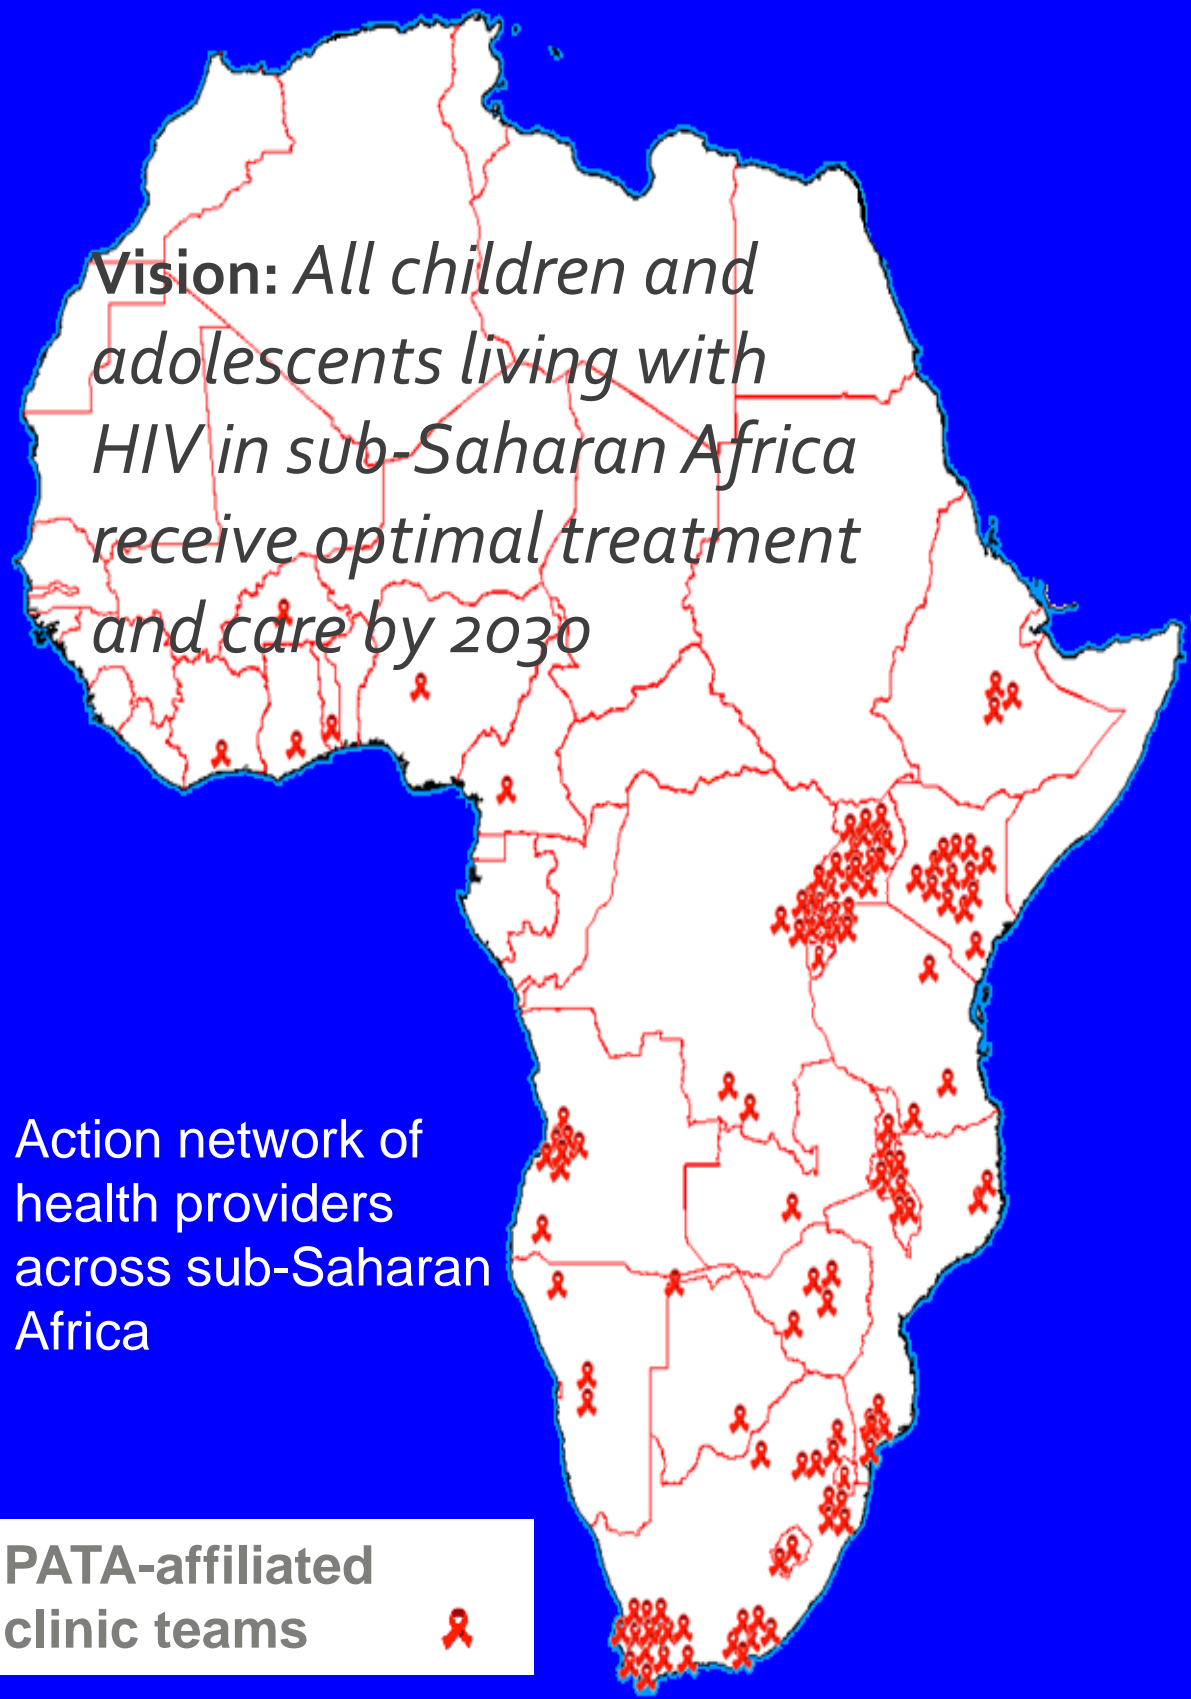 Vision: All children and
adolescents living with
HIV in sub-Saharan Africa
receive optimal treatment
and care by 2030
Action network of
health providers
across sub-Saharan
Africa
PATA-affiliated
clinic teams